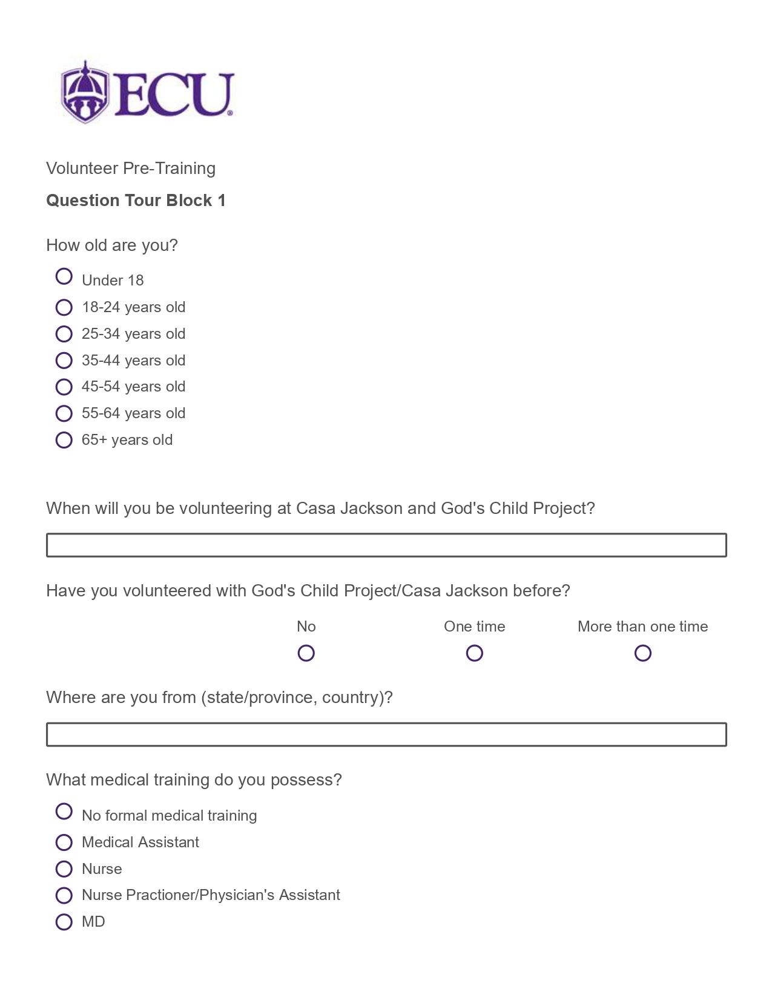 ECU®
Volunteer Pre-Training
Question Tour Block 1
How old are you?
Under 18
18-24 years old
25-34 years old
35-44 years old
45-54 years old
55-64 years old
65+ years old
When will you be volunteering at Casa Jackson and God's Child Project?
Have you volunteered with God's Child Project/Casa Jackson before?
No One time More than one time
Where are you from (state/province, country)?
What medical training do you possess?
No formal medical training
Medical Assistant
Nurse
Nurse Practioner/Physician's Assistant
MD